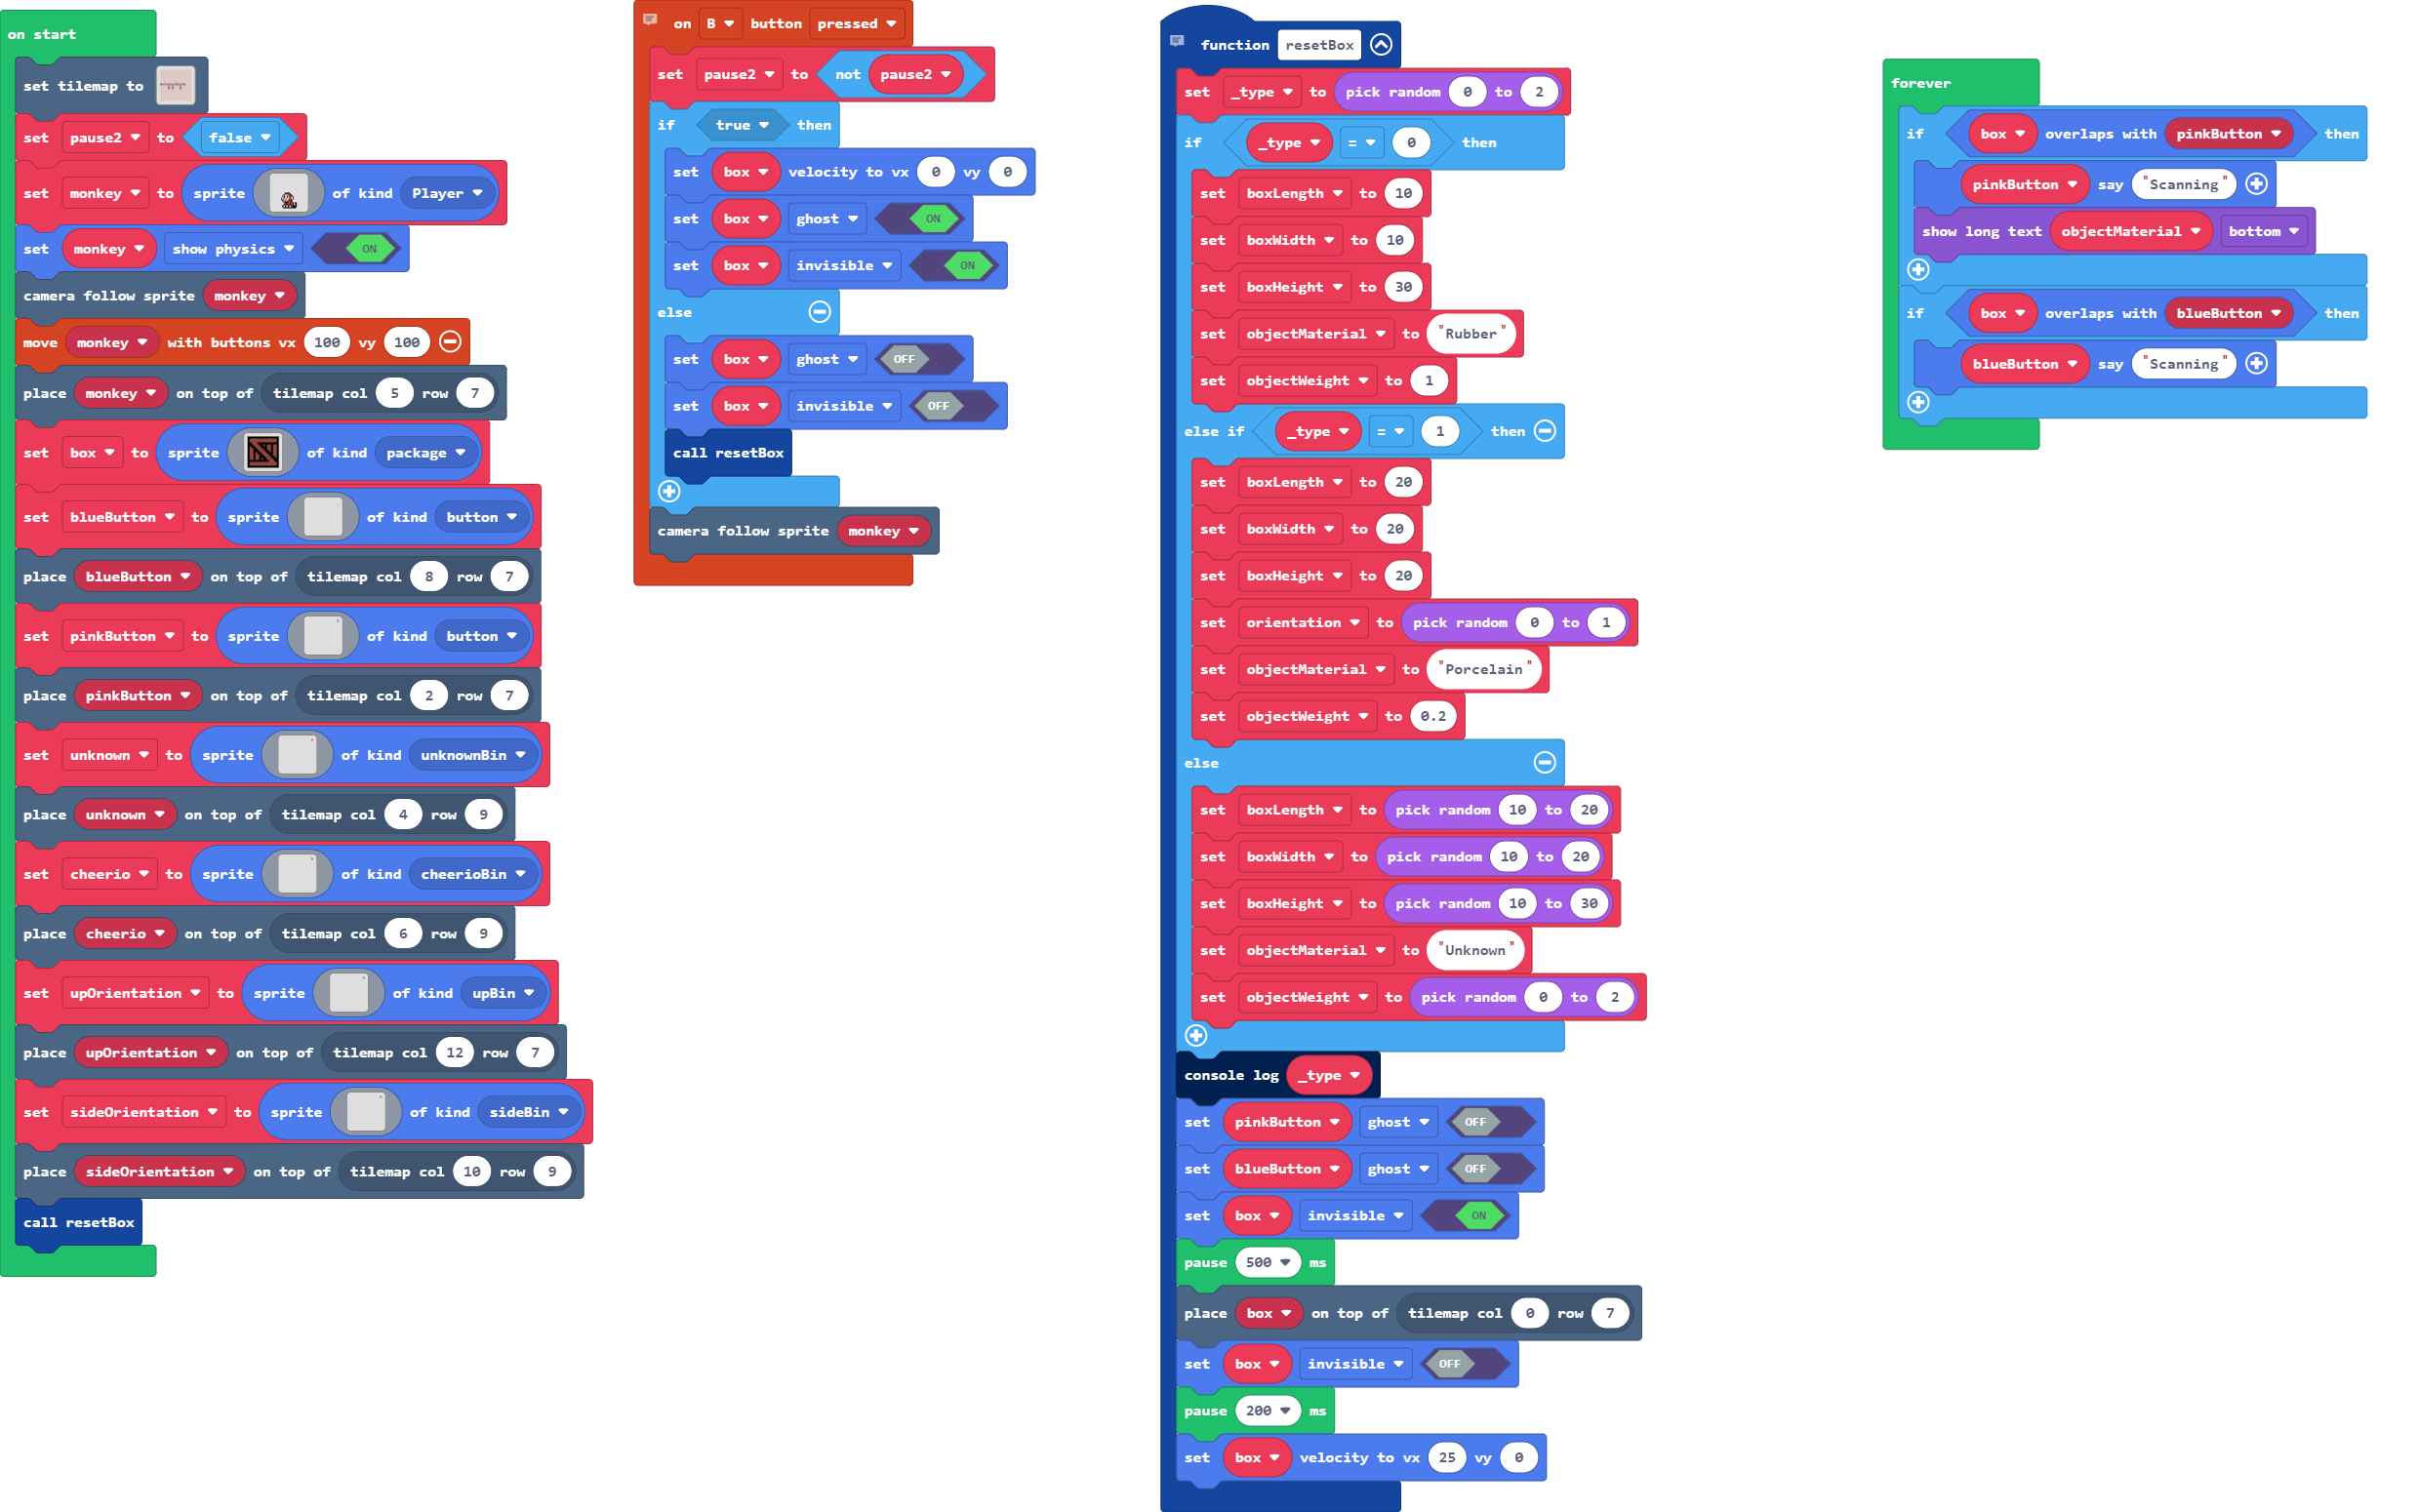 on start
set tilemap to
set pause2 to false
set monkey to sprite of kind Player
set monkey show physics ON
camera follow sprite monkey
move monkey with buttons vx 100 vy 100
place monkey on top of tilemap col 5 row 7
set box to sprite of kind package
set blueButton to sprite of kind button
place blueButton on top of tilemap col 8 row 7
set pinkButton to sprite of kind button
place pinkButton on top of tilemap col 2 row 7
set unknown to sprite of kind unknownBin
place unknown on top of tilemap col 4 row 9
set cheerio to sprite of kind cheerioBin
place cheerio on top of tilemap col 6 row 9
set upOrientation to sprite of kind upBin
place upOrientation on top of tilemap col 12 row 7
set sideOrientation to sprite of kind sideBin
place sideOrientation on top of tilemap col 10 row 9
call resetBox
on B button pressed
set pause2 to not pause2
if true then
set box velocity to vx 0 vy 0
set box ghost ON
set box invisible ON
else
set box ghost OFF
set box invisible OFF
call resetBox
camera follow sprite monkey
function resetBox
set _type to pick random 0 to 2
if _type = 0 then
set boxLength to 10
set boxWidth to 10
set boxHeight to 30
set objectMaterial to "Rubber"
set objectWeight to 1
else if _type = 1 then
set boxLength to 20
set boxWidth to 20
set boxHeight to 20
set orientation to pick random 0 to 1
set objectMaterial to "Porcelain"
set objectWeight to 0.2
else
set boxLength to pick random 10 to 20
set boxWidth to pick random 10 to 20
set boxHeight to pick random 10 to 30
set objectMaterial to "Unknown"
set objectWeight to pick random 0 to 2
console log _type
set pinkButton ghost OFF
set blueButton ghost OFF
set box invisible ON
pause 500 ms
place box on top of tilemap col 0 row 7
set box invisible OFF
pause 200 ms
set box velocity to vx 25 vy 0
forever
if box overlaps with pinkButton then
pinkButton say "Scanning"
show long text objectMaterial bottom
if box overlaps with blueButton then
blueButton say "Scanning"